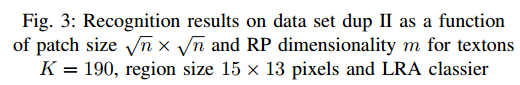 Fig. 3: Recognition results on data set dup II as a function
of patch size √n × √n and RP dimensionality m for textons
K = 190, region size 15 × 13 pixels and LRA classier